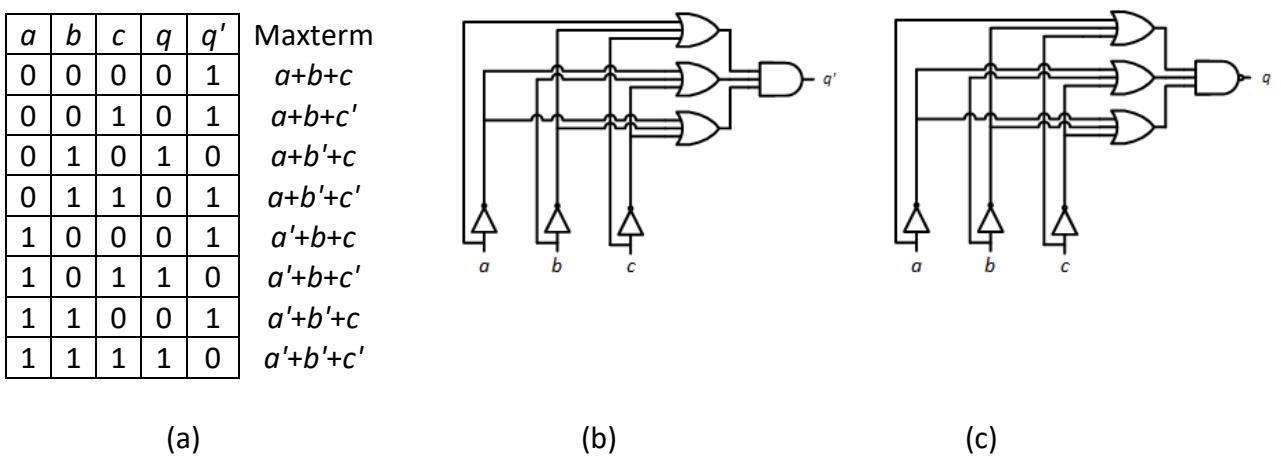 a b c q q' Maxterm
0 0 0 0 1 a+b+c
0 0 1 0 1 a+b+c'
0 1 0 1 0 a+b'+c
0 1 1 0 1 a+b'+c'
1 0 0 0 1 a'+b+c
1 0 1 1 0 a'+b+c'
1 1 0 0 1 a'+b'+c
1 1 1 1 0 a'+b'+c'
(a)
q'
a b c
(b)
q
a b c
(c)